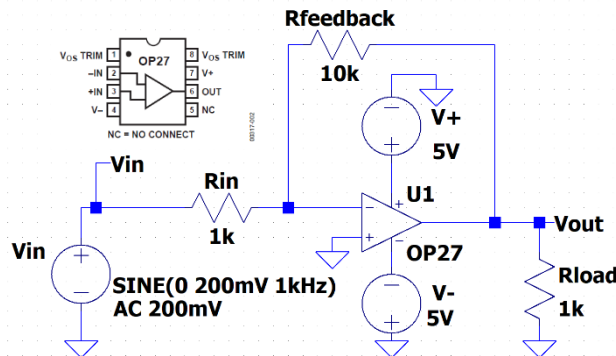 Rfeedback
10k
VOS TRIM 1
8 VOS TRIM
OP27
–IN 2
7 V+
+IN 3
6 OUT
V– 4
5 NC
NC = NO CONNECT
00317-002
V+
5V
Vin
Rin
1k
U1
OP27
Vout
Vin
SINE(0 200mV 1kHz)
AC 200mV
V-
5V
Rload
1k